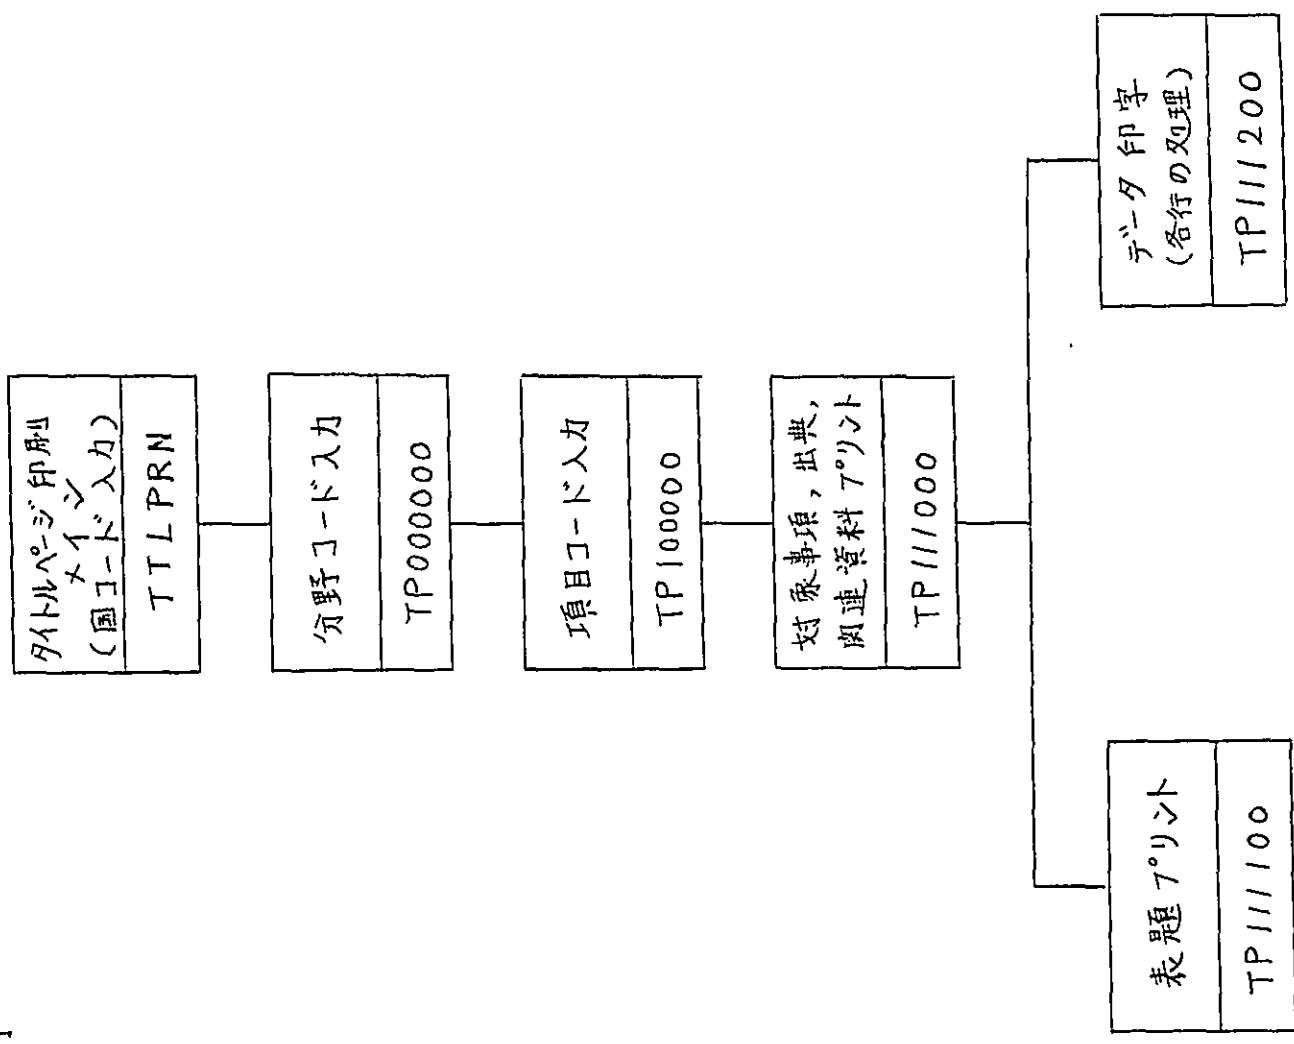 タイトルページ印刷
メイン
(国コード入力)
TTLPRN
分野コード入力
TP000000
項目コード入力
TP100000
対象事項,出典,
関連資料プリント
TP111000
表題プリント
TP111100
データ印字
(各行の処理)
TP111200